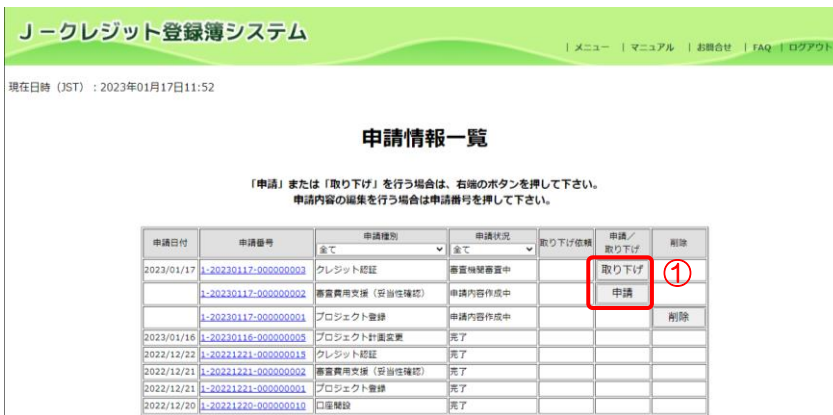 Jークレジット登録簿システム
| メニュー | マニュアル | お問合せ | FAQ | ログアウト
現在日時（JST）：2023年01月17日11:52
申請情報一覧
「申請」または「取り下げ」を行う場合は、右端のボタンを押して下さい。
申請内容の編集を行う場合は申請番号を押して下さい。
申請日付 申請番号 申請種別 申請状況 取り下げ依頼 申請／取り下げ 削除
全て 全て
2023/01/17 1-20230117-000000003 クレジット認証 審査機関審査中 取り下げ ①
1-20230117-000000002 審査費用支援（妥当性確認） 申請内容作成中 申請
1-20230117-000000001 プロジェクト登録 申請内容作成中 削除
2023/01/16 1-20230116-000000005 プロジェクト計画変更 完了
2022/12/22 1-20221221-000000015 クレジット認証 完了
2022/12/21 1-20221221-000000002 審査費用支援（妥当性確認） 完了
2022/12/21 1-20221221-000000001 プロジェクト登録 完了
2022/12/20 1-20221220-000000010 口座開設 完了